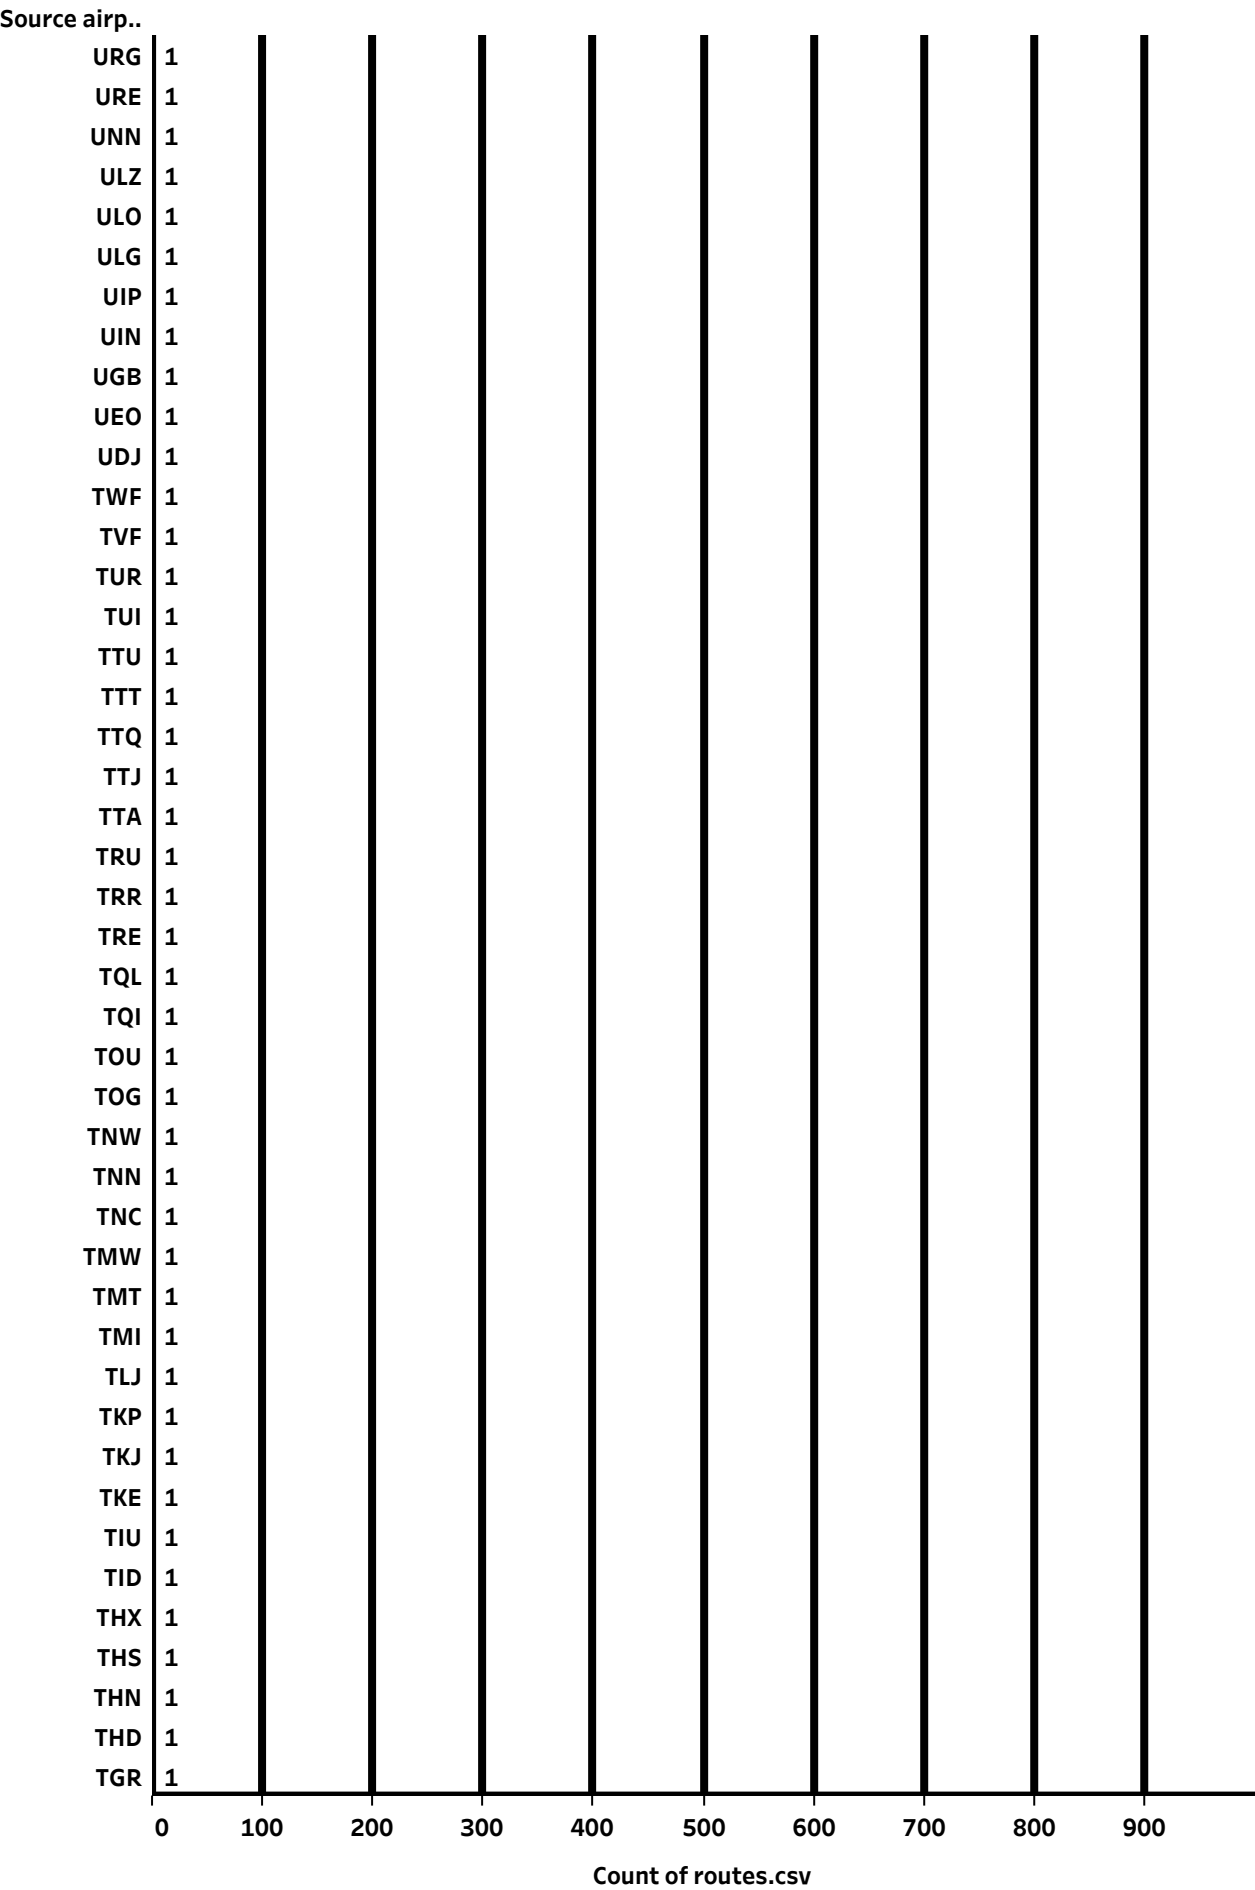 Source airp..
URG 1
URE 1
UNN 1
ULZ 1
ULO 1
ULG 1
UIP 1
UIN 1
UGB 1
UEO 1
UDJ 1
TWF 1
TVF 1
TUR 1
TUI 1
TTU 1
TTT 1
TTQ 1
TTJ 1
TTA 1
TRU 1
TRR 1
TRE 1
TQL 1
TQI 1
TOU 1
TOG 1
TNW 1
TNN 1
TNC 1
TMW 1
TMT 1
TMI 1
TLJ 1
TKP 1
TKJ 1
TKE 1
TIU 1
TID 1
THX 1
THS 1
THN 1
THD 1
TGR 1
0 100 200 300 400 500 600 700 800 900
Count of routes.csv